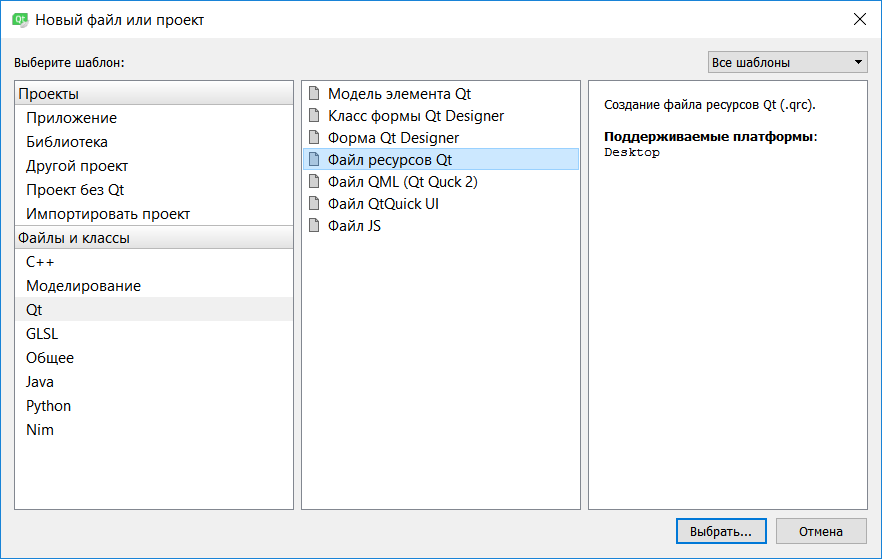 Новый файл или проект
Выберите шаблон:
Все шаблоны
Проекты
Приложение
Библиотека
Другой проект
Проект без Qt
Импортировать проект
Файлы и классы
C++
Моделирование
Qt
GLSL
Общее
Java
Python
Nim
Модель элемента Qt
Класс формы Qt Designer
Форма Qt Designer
Файл ресурсов Qt
Файл QML (Qt Quck 2)
Файл QtQuick UI
Файл JS
Создание файла ресурсов Qt (.qrc).
Поддерживаемые платформы:
Desktop
Выбрать...
Отмена